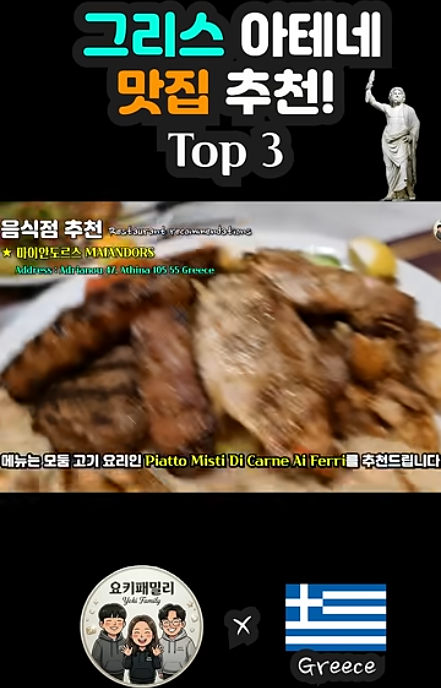 그리스 아테네
맛집 추천!
Top 3
음식점 추천 Restaurant recommendations
★ 마이안도르스 MAIANDORS
Address : Adrianou 47, Athina 105 55 Greece
메뉴는 모둠 고기 요리인 Piatto Misti Di Carne Ai Ferri를 추천드립니다
요키패밀리
Yoki Family
×
Greece